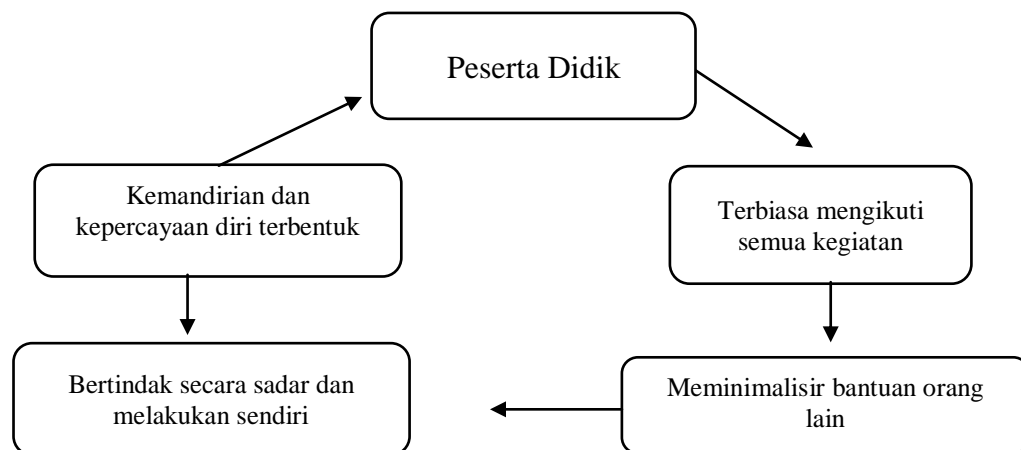 Peserta Didik
Kemandirian dan
kepercayaan diri terbentuk
Terbiasa mengikuti
semua kegiatan
Bertindak secara sadar dan
melakukan sendiri
Meminimalisir bantuan orang
lain